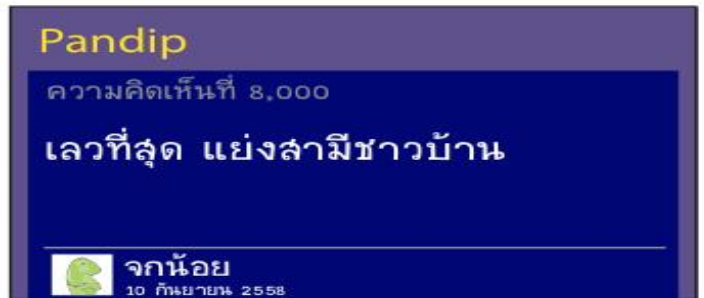 Pandip
ความคิดเห็นที่ 8,000
เลวที่สุด แย่งสามีชาวบ้าน
จกน้อย
10 กันยายน 2558